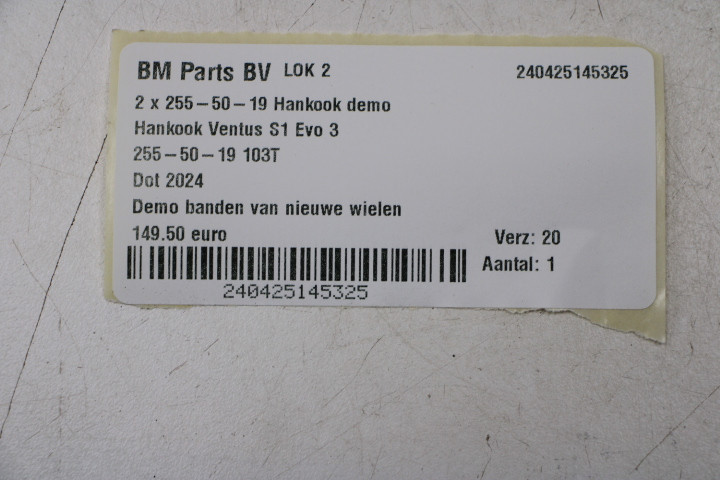 BM Parts BV LOK 2 240425145325
2 x 255-50-19 Hankook demo
Hankook Ventus S1 Evo 3
255-50-19 103T
Dot 2024
Demo banden van nieuwe wielen
149.50 euro Verz: 20
Aantal: 1
240425145325